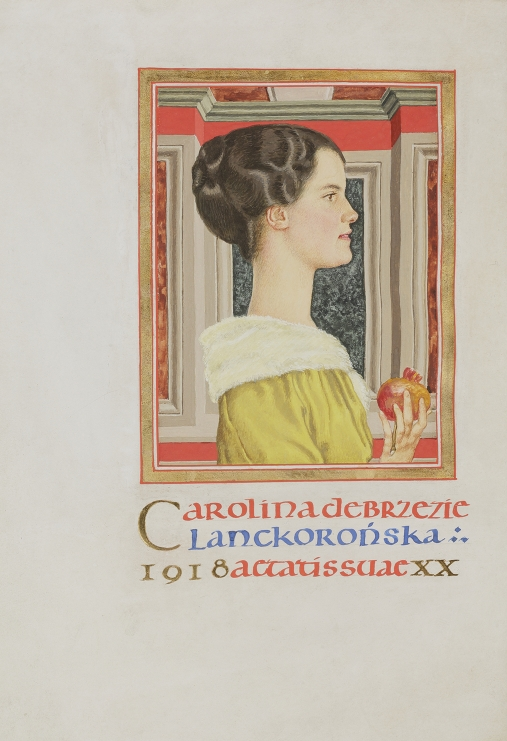 Carolina de Brzezie
Lanckorońska ∴
1918 aetatis suae XX